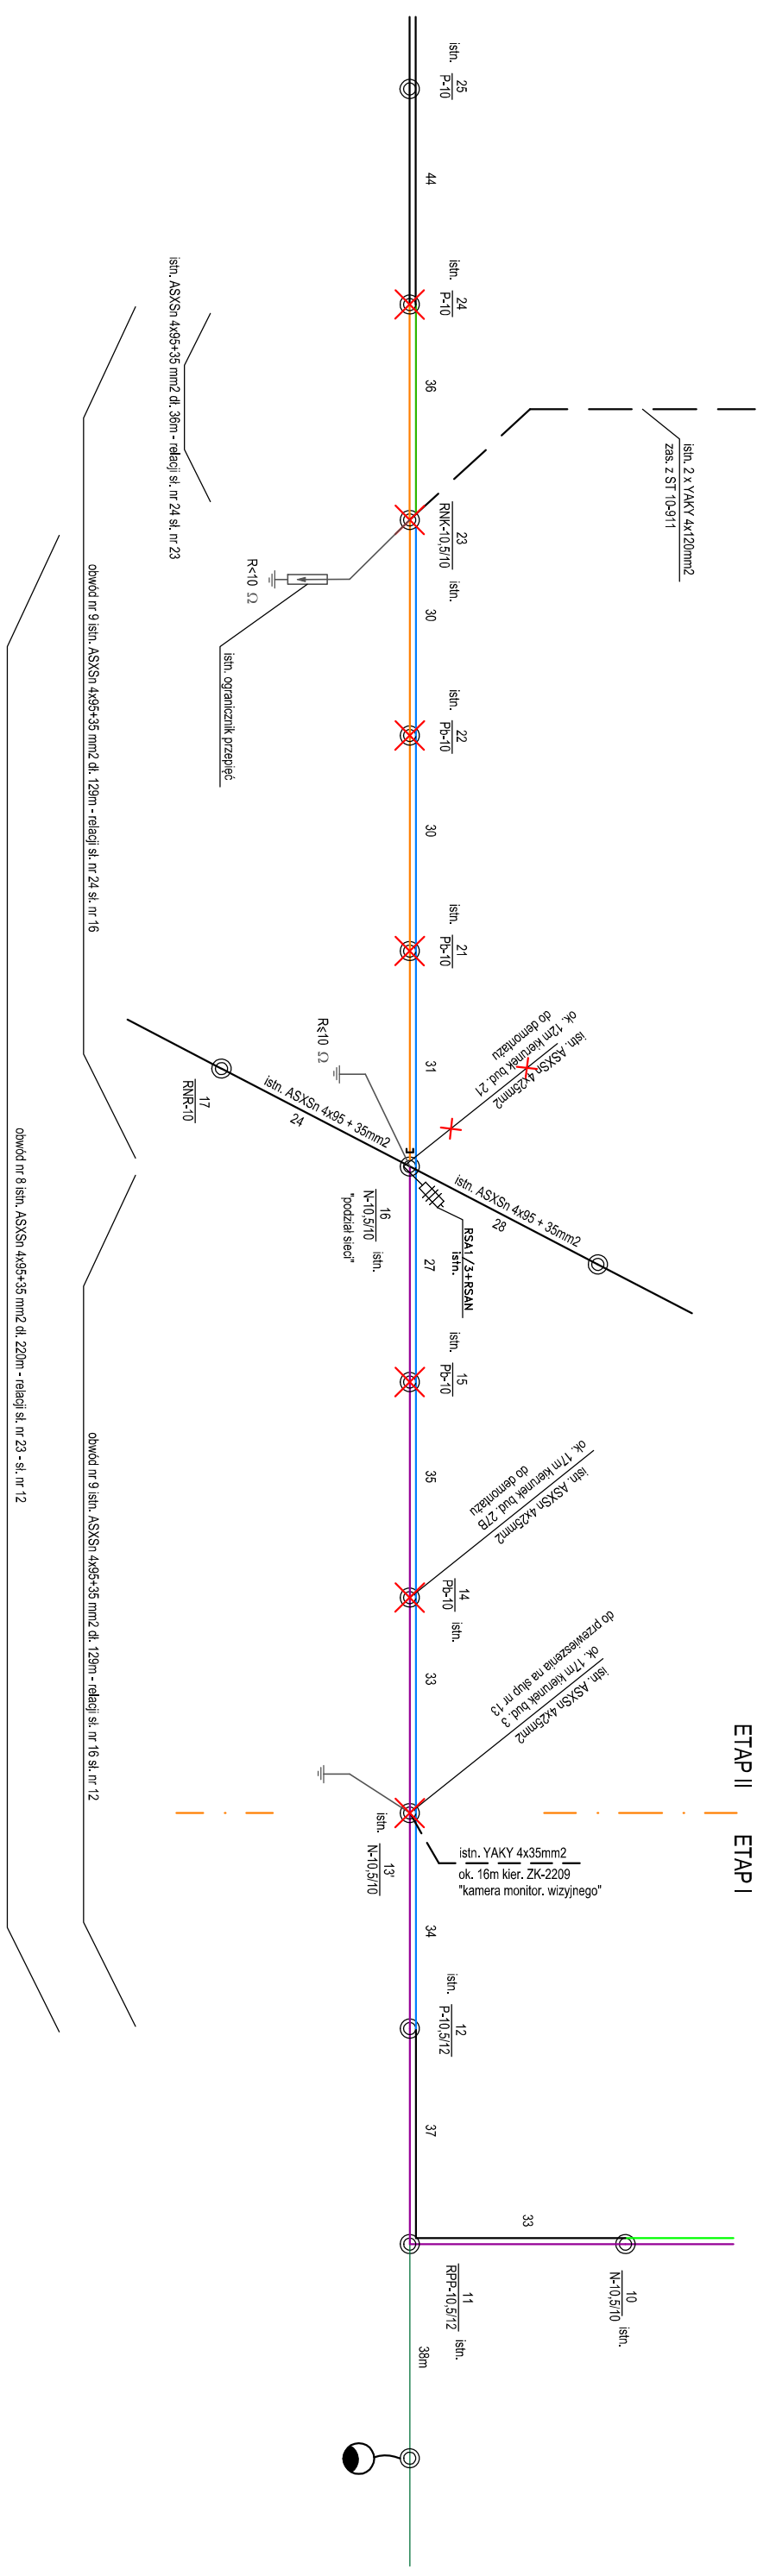 25
P-10
istn.
44
24
P-10
istn.
36
istn. 2 x YAKY 4x120mm2
zas. z ST 10-911
23
RNK-10,5/10
istn.
R<10 Ω
istn. ogranicznik przepięć
30
22
Pb-10
istn.
30
21
Pb-10
istn.
31
istn. ASXSn 4x25mm2
ok. 12m kierunek bud. 21
do demontażu
R≤10 Ω
17
RNR-10
istn. ASXSn 4x95 + 35mm2
24
16
N-10,5/10
istn.
"podział sieci"
RSA1/3+RSAN
istn.
istn. ASXSn 4x95 + 35mm2
28
27
15
Pb-10
istn.
35
istn. ASXSn 4x25mm2
ok. 17m kierunek bud. 27B
do demontażu
14
Pb-10
istn.
33
istn. ASXSn 4x25mm2
ok. 17m kierunek bud. 3
do przewieszenia na słup nr 13
ETAP II
ETAP I
13'
N-10,5/10
istn.
istn. YAKY 4x35mm2
ok. 16m kier. ZK-2209
"kamera monitor. wizyjnego"
34
12
P-10,5/12
istn.
37
33
10
N-10,5/10
istn.
11
RPP-10,5/12
istn.
38m
istn. ASXSn 4x95+35 mm2 dł. 36m - relacji sł. nr 24 sł. nr 23
obwód nr 9 istn. ASXSn 4x95+35 mm2 dł. 129m - relacji sł. nr 24 sł. nr 16
obwód nr 9 istn. ASXSn 4x95+35 mm2 dł. 129m - relacji sł. nr 16 sł. nr 12
obwód nr 8 istn. ASXSn 4x95+35 mm2 dł. 220m - relacji sł. nr 23 - sł. nr 12